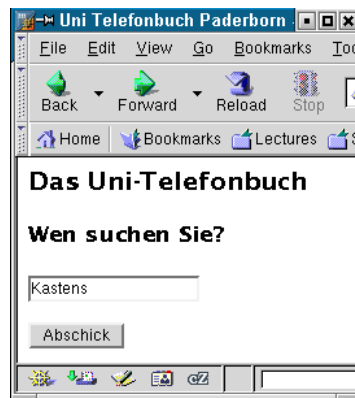 Uni Telefonbuch Paderborn
File Edit View Go Bookmarks
Back Forward Reload Stop
Home Bookmarks Lectures
Das Uni-Telefonbuch
Wen suchen Sie?
Kastens
Abschick